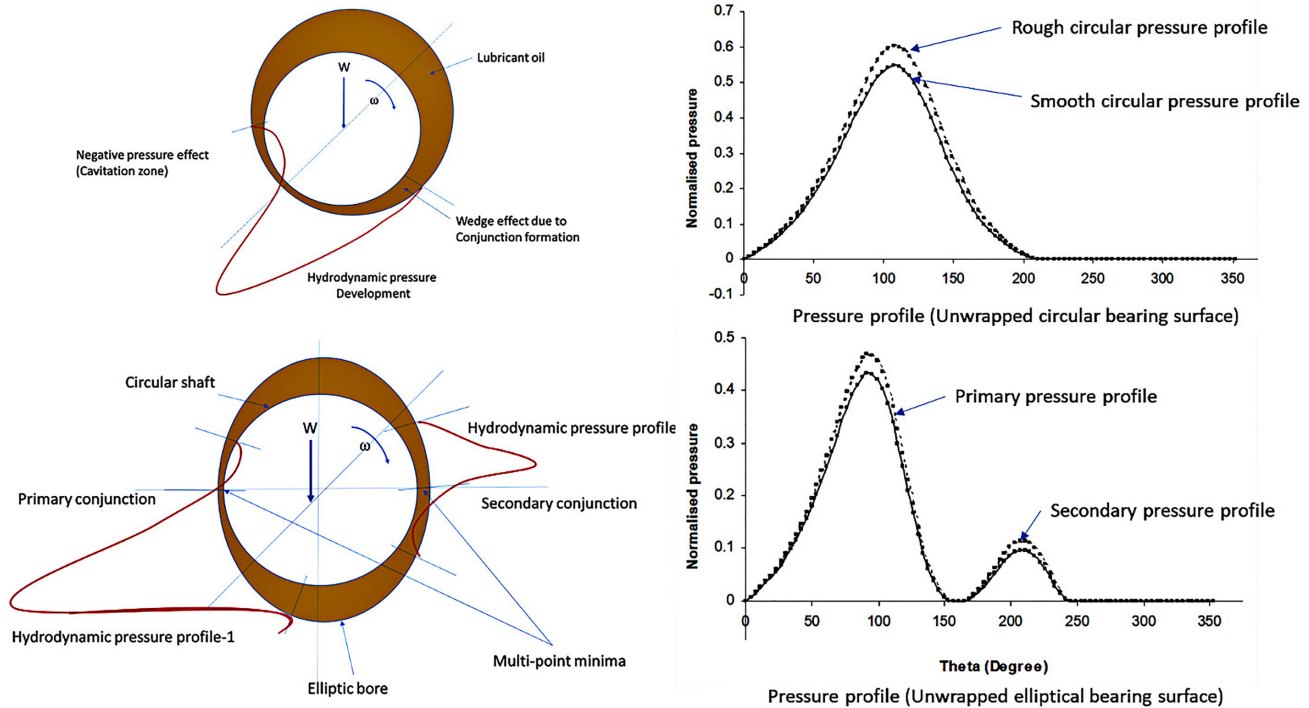 W
ω
Lubricant oil
Negative pressure effect
(Cavitation zone)
Wedge effect due to
Conjunction formation
Hydrodynamic pressure
Development
Normalised pressure
0.7
0.6
0.5
0.4
0.3
0.2
0.1
0
-0.1
0
50
100
150
200
250
300
350
Rough circular pressure profile
Smooth circular pressure profile
Pressure profile (Unwrapped circular bearing surface)
Circular shaft
W
ω
Hydrodynamic pressure profile
Primary conjunction
Secondary conjunction
Hydrodynamic pressure profile-1
Multi-point minima
Elliptic bore
Normalised pressure
0.5
0.4
0.3
0.2
0.1
0
0
50
100
150
200
250
300
350
Primary pressure profile
Secondary pressure profile
Theta (Degree)
Pressure profile (Unwrapped elliptical bearing surface)